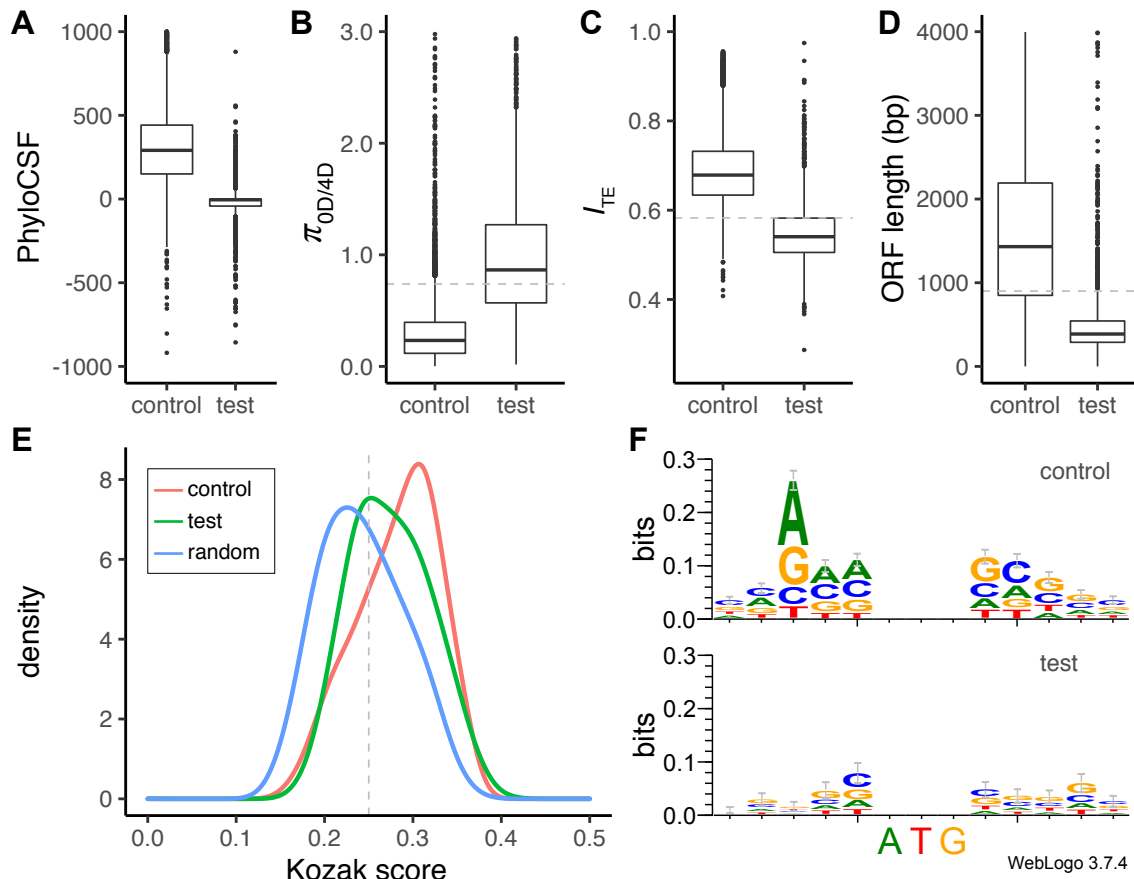 A
PhyloCSF
1000
500
0
-500
-1000
control test
B
π0D/4D
3.0
2.0
1.0
0.0
control test
C
ITE
1.0
0.8
0.6
0.4
control test
D
ORF length (bp)
4000
3000
2000
1000
0
control test
E
density
8
6
4
2
0
control
test
random
0.0 0.1 0.2 0.3 0.4 0.5
Kozak score
F
control
bits
0.3
0.2
0.1
0.0
test
bits
0.3
0.2
0.1
0.0
A T G
WebLogo 3.7.4